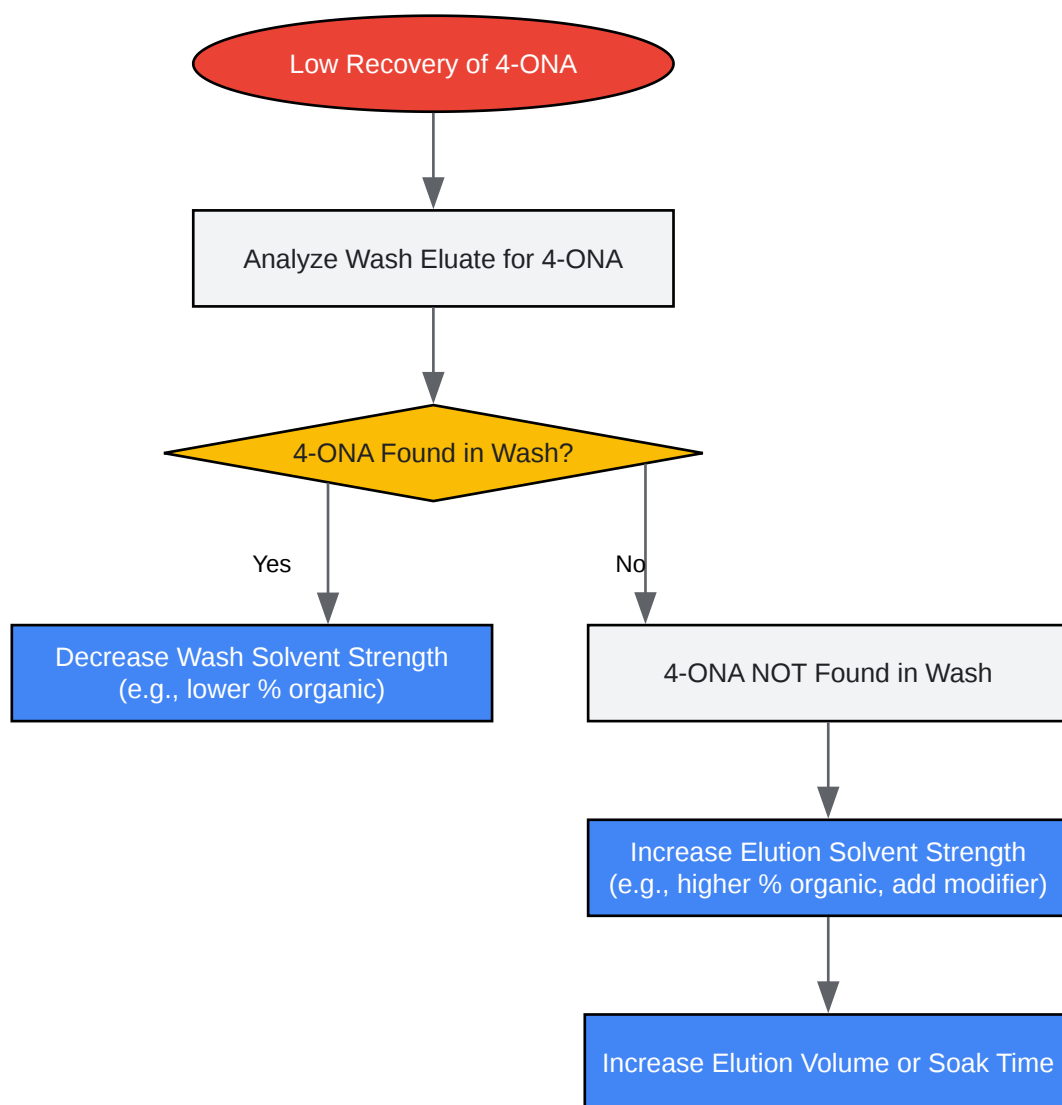 Low Recovery of 4-ONA
Analyze Wash Eluate for 4-ONA
4-ONA Found in Wash?
Yes
No
Decrease Wash Solvent Strength
(e.g., lower % organic)
4-ONA NOT Found in Wash
Increase Elution Solvent Strength
(e.g., higher % organic, add modifier)
Increase Elution Volume or Soak Time